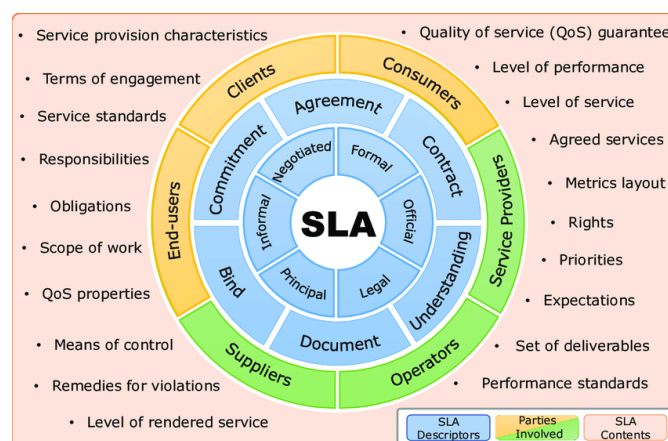 • Service provision characteristics
• Terms of engagement
• Service standards
• Responsibilities
• Obligations
• Scope of work
• QoS properties
• Means of control
• Remedies for violations
• Level of rendered service
Clients
Consumers
Service Providers
Operators
Suppliers
End-users
Agreement
Contract
Understanding
Document
Bind
Commitment
Negotiated
Formal
Official
Legal
Principal
Informal
SLA
• Quality of service (QoS) guarantee
• Level of performance
• Level of service
• Agreed services
• Metrics layout
• Rights
• Priorities
• Expectations
• Set of deliverables
• Performance standards
SLA
Descriptors
Parties
Involved
SLA
Contents